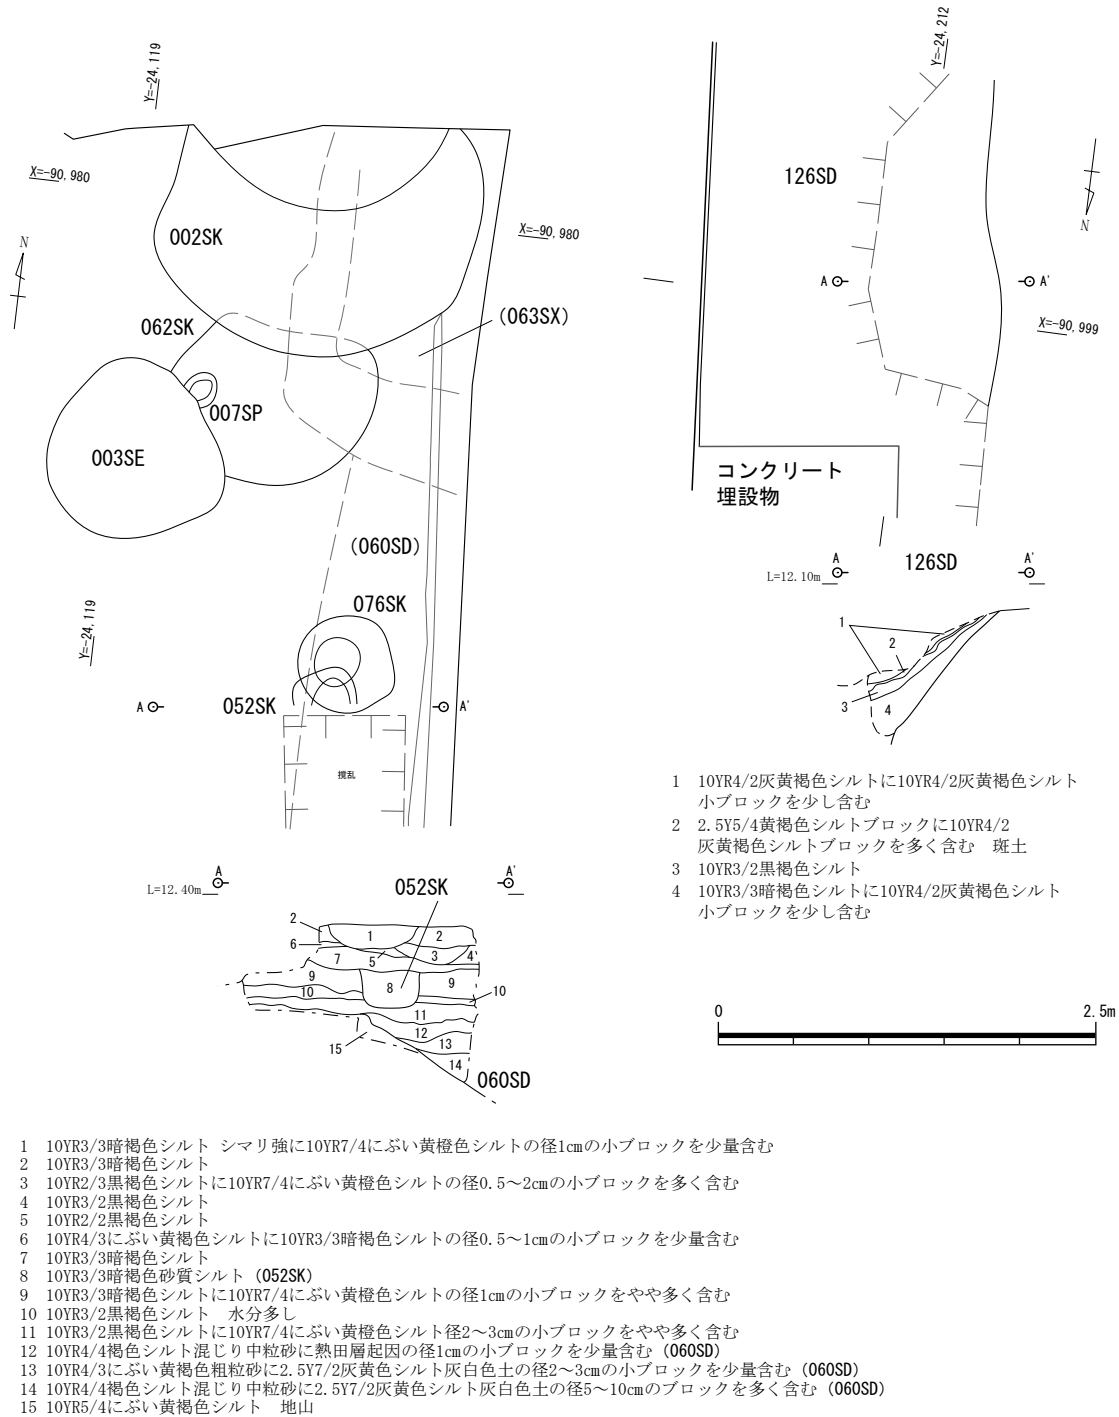 Y=-24,119
X=-90,980
N
002SK
X=-90,980
(063SX)
062SK
007SP
003SE
(060SD)
076SK
Y=-24,119
A
052SK
A'
撹乱
Y=-24,212
126SD
N
A
A'
X=-90,999
コンクリート
埋設物
A
126SD
A'
L=12.10m
1
2
3
4
1 10YR4/2灰黄褐色シルトに10YR4/2灰黄褐色シルト
小ブロックを少し含む
2 2.5Y5/4黄褐色シルトブロックに10YR4/2
灰黄褐色シルトブロックを多く含む 斑土
3 10YR3/2黒褐色シルト
4 10YR3/3暗褐色シルトに10YR4/2灰黄褐色シルト
小ブロックを少し含む
A
A'
L=12.40m
052SK
2
1
2
6
7
5
3
4
9
8
9
10
10
11
12
15
13
14
060SD
0
2.5m
1 10YR3/3暗褐色シルト シマリ強に10YR7/4にぶい黄橙色シルトの径1cmの小ブロックを少量含む
2 10YR3/3暗褐色シルト
3 10YR2/3黒褐色シルトに10YR7/4にぶい黄橙色シルトの径0.5～2cmの小ブロックを多く含む
4 10YR3/2黒褐色シルト
5 10YR2/2黒褐色シルト
6 10YR4/3にぶい黄褐色シルトに10YR3/3暗褐色シルトの径0.5～1cmの小ブロックを少量含む
7 10YR3/3暗褐色シルト
8 10YR3/3暗褐色砂質シルト (052SK)
9 10YR3/3暗褐色シルトに10YR7/4にぶい黄橙色シルトの径1cmの小ブロックをやや多く含む
10 10YR3/2黒褐色シルト 水分多し
11 10YR3/2黒褐色シルトに10YR7/4にぶい黄橙色シルト径2～3cmの小ブロックをやや多く含む
12 10YR4/4褐色シルト混じり中粒砂に熱田層起因の径1cmの小ブロックを少量含む (060SD)
13 10YR4/3にぶい黄褐色粗粒砂に2.5Y7/2灰黄色シルト灰白色土の径2～3cmの小ブロックを少量含む (060SD)
14 10YR4/4褐色シルト混じり中粒砂に2.5Y7/2灰黄色シルト灰白色土の径5～10cmのブロックを多く含む (060SD)
15 10YR5/4にぶい黄褐色シルト 地山